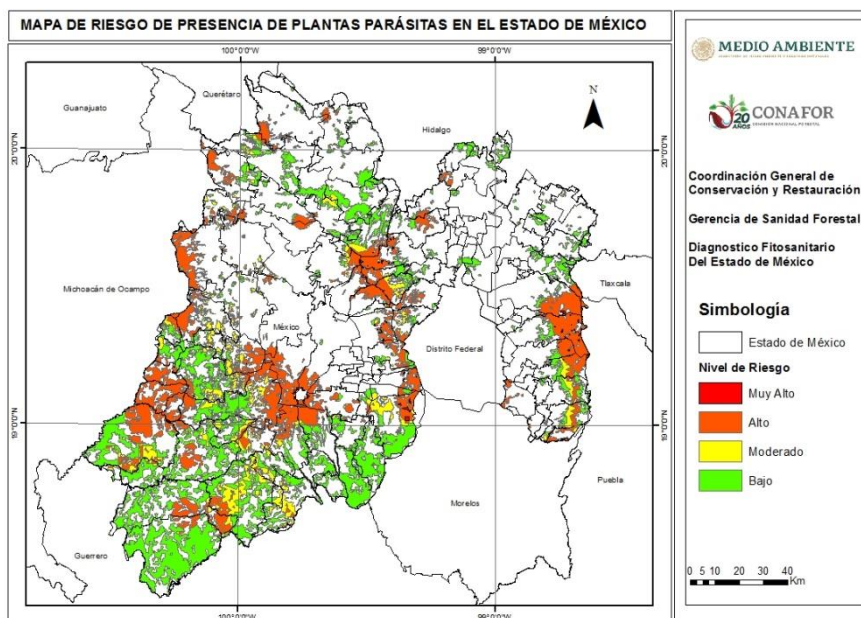 MAPA DE RIESGO DE PRESENCIA DE PLANTAS PARÁSITAS EN EL ESTADO DE MÉXICO
100°0'0"W
99°0'0"W
Guanajuato
Querétaro
Hidalgo
N
20°0'0"N
20°0'0"N
Michoacán de Ocampo
México
Distrito Federal
Tlaxcala
19°0'0"N
19°0'0"N
Puebla
Morelos
Guerrero
100°0'0"W
99°0'0"W
MEDIO AMBIENTE
20 AÑOS
CONAFOR
COMISIÓN NACIONAL FORESTAL
Coordinación General de
Conservación y Restauración
Gerencia de Sanidad Forestal
Diagnostico Fitosanitario
Del Estado de México
Simbología
Estado de México
Nivel de Riesgo
Muy Alto
Alto
Moderado
Bajo
0 5 10 20 30 40
Km